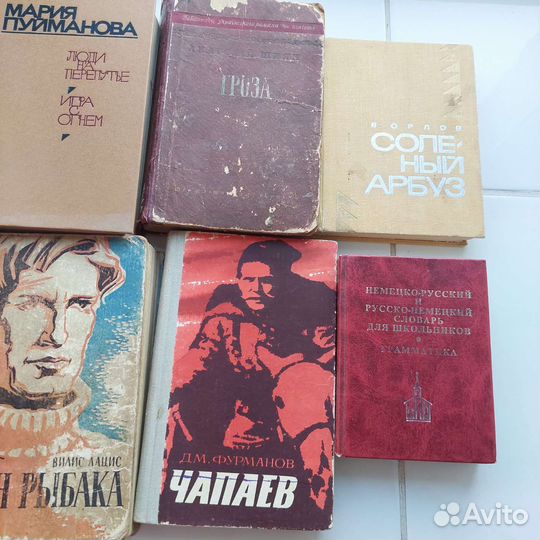 МАРИЯ
ПУЙМАНОВА
ЛЮДИ
НА
ПЕРЕПУТЬЕ
ИГРА
С
ОГНЕМ
ГРОЗА
В ОРЛОВ
СОЛЕ
НЫЙ
АРБУЗ
ВИЛИС ЛАЦИС
РЫБАКА
Д.М. ФУРМАНОВ
ЧАПАЕВ
НЕМЕЦКО-РУССКИЙ
И
РУССКО-НЕМЕЦКИЙ
СЛОВАРЬ
ДЛЯ ШКОЛЬНИКОВ
ГРАММАТИКА
Avito